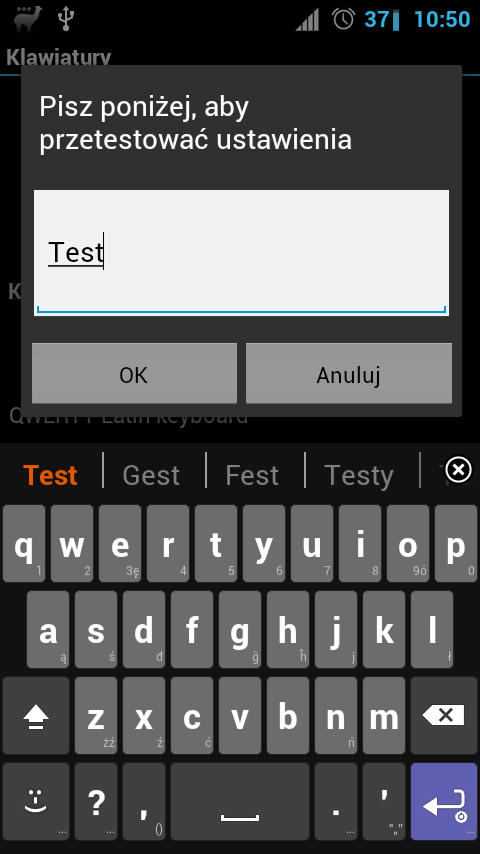 37 10:50
Klawiatury
Pisz poniżej, aby
przetestować ustawienia
Test
K
OK Anuluj
QWERTY Latin keyboard
Test Gest Fest Testy
q w e r t y u i o p
1 2 3ę 4 5 6 7 8 9ó 0
a s d f g h j k l
ą ś đ ĝ ĥ ĵ ł
z x c v b n m
żź ź ć ń
? , . '
... ... () ... "„" ...